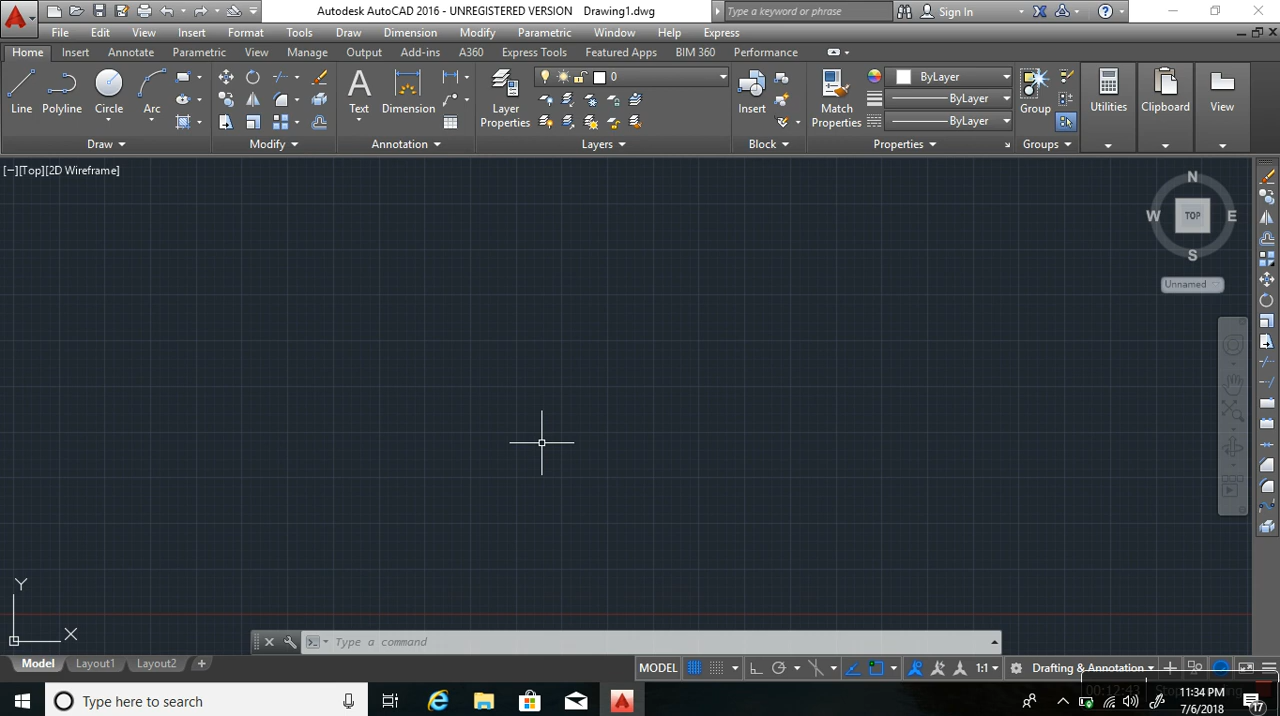 Autodesk AutoCAD 2016 - UNREGISTERED VERSION Drawing1.dwg
Type a keyword or phrase
Sign In
File Edit View Insert Format Tools Draw Dimension Modify Parametric Window Help Express
Home Insert Annotate Parametric View Manage Output Add-ins A360 Express Tools Featured Apps BIM 360 Performance
0
ByLayer
ByLayer
ByLayer
Line Polyline Circle Arc
Text Dimension
Layer
Properties
Insert
Match
Properties
Group
Utilities Clipboard View
Draw Modify Annotation Layers Block Properties Groups
[−][Top][2D Wireframe]
N
W TOP E
S
Unnamed
Y
X
Type a command
Model Layout1 Layout2
MODEL 1:1 Drafting & Annotation
Type here to search
00:12:43
11:34 PM
7/6/2018
17